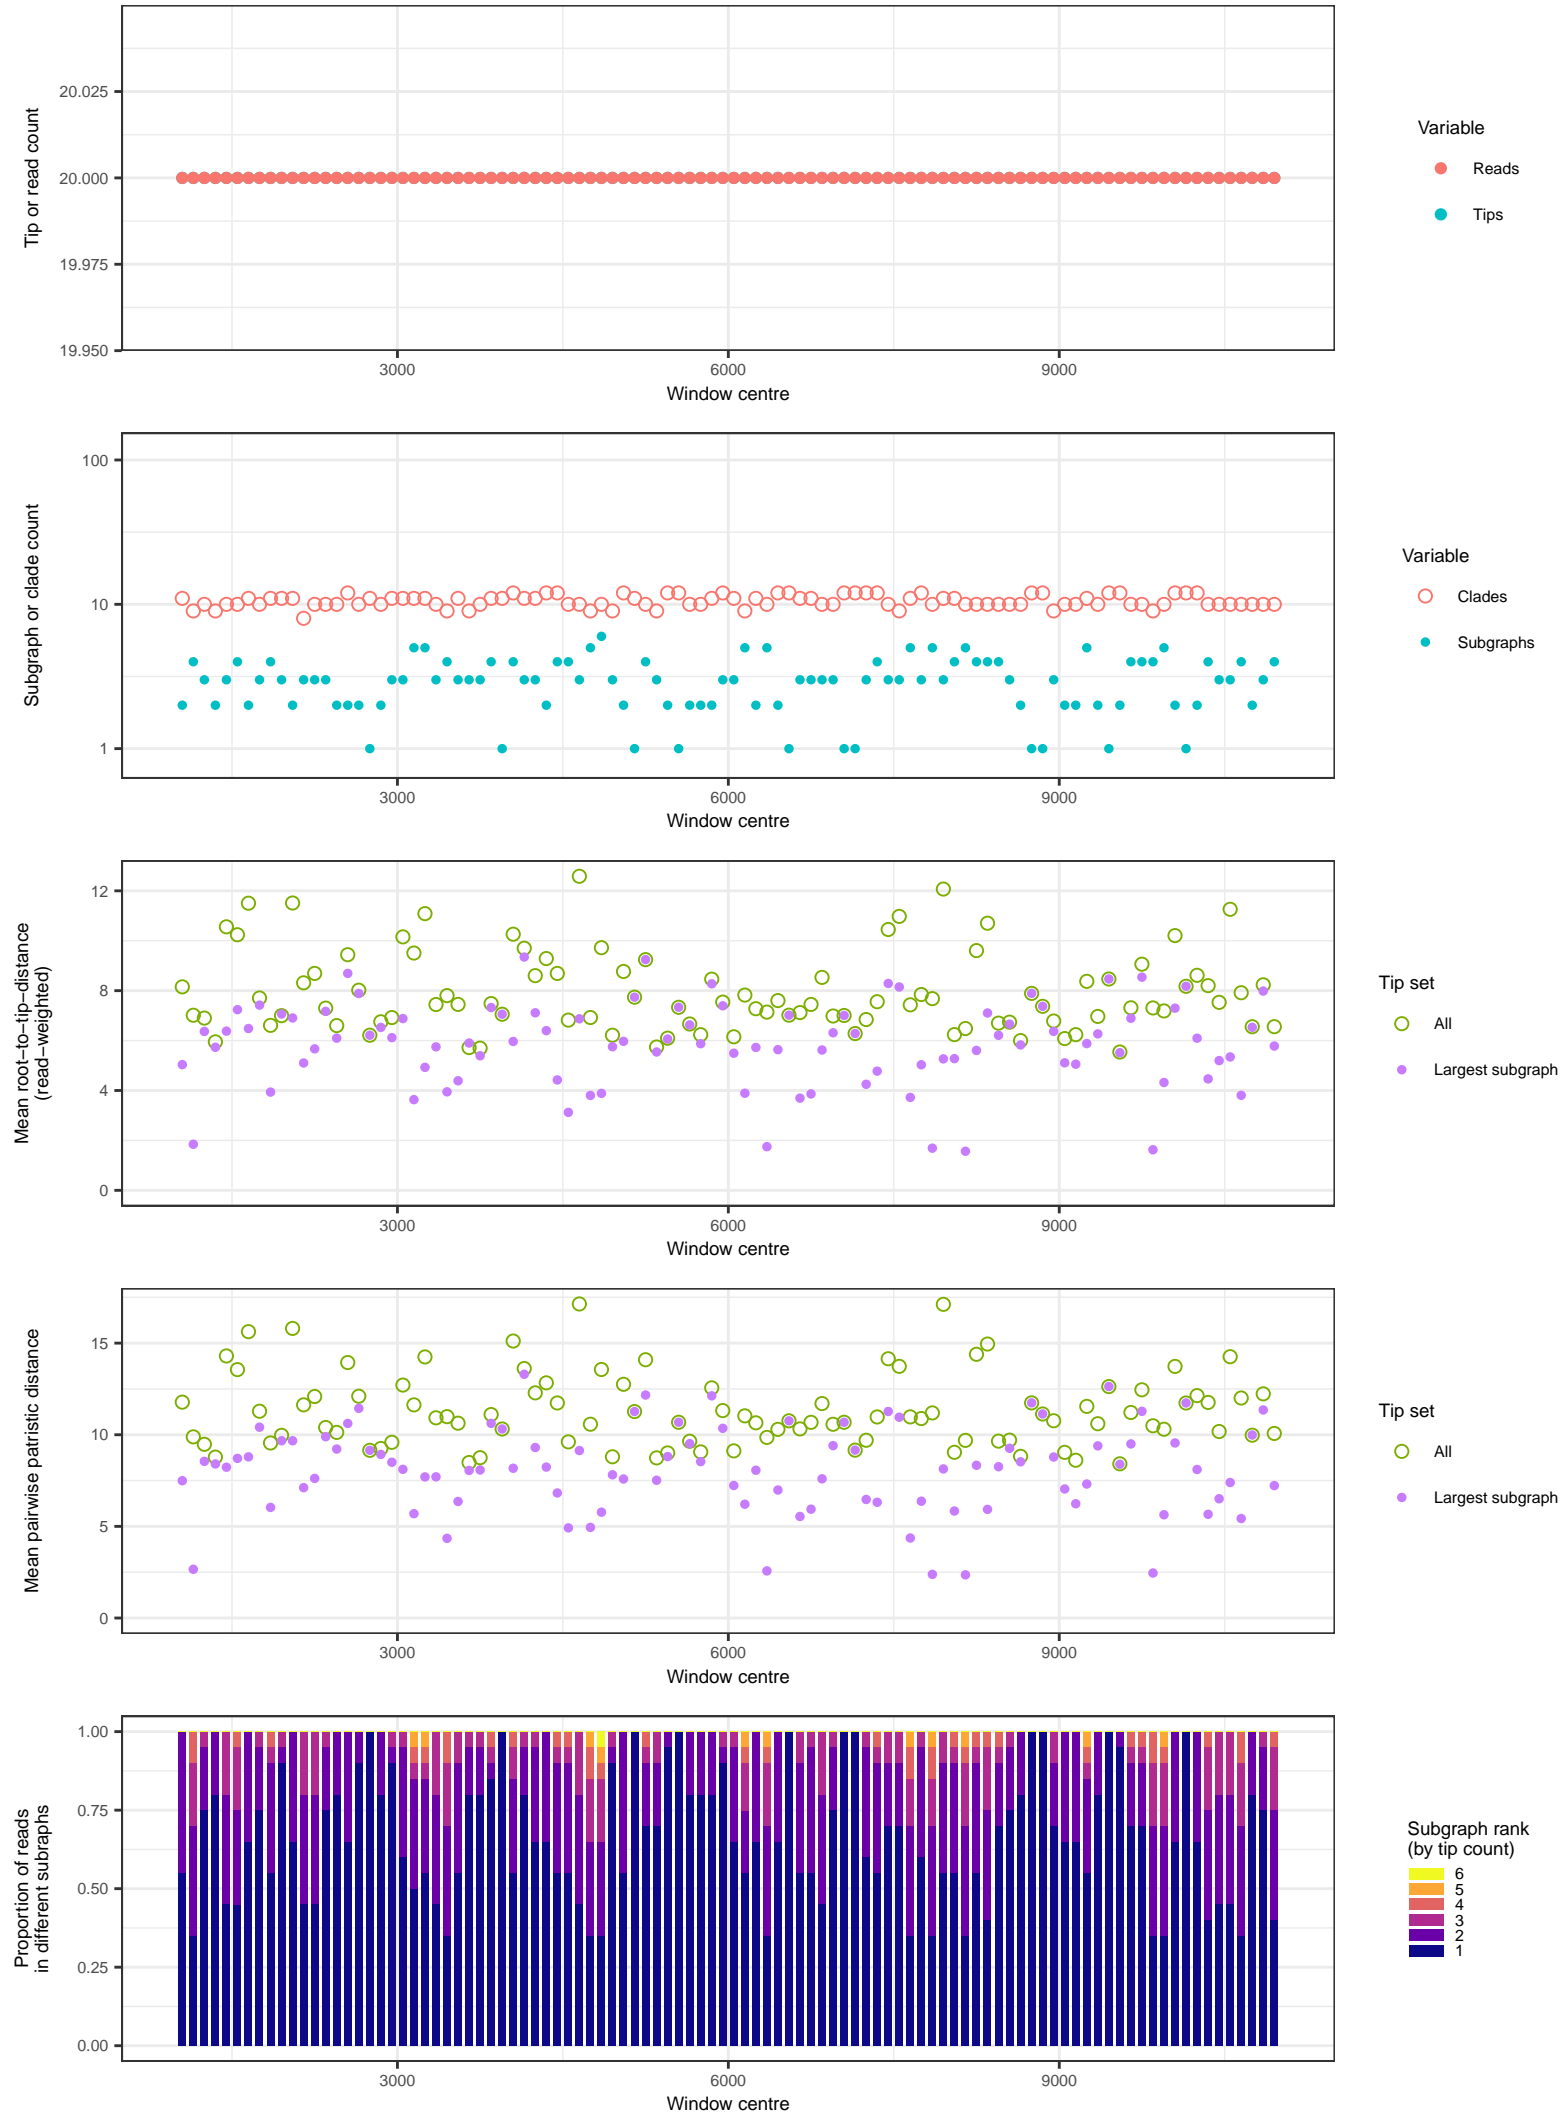 20.025
20.000
19.975
19.950
Tip or read count
3000 6000 9000
Window centre
Variable
Reads
Tips
100
10
1
Subgraph or clade count
3000 6000 9000
Window centre
Variable
Clades
Subgraphs
12
8
4
0
Mean root−to−tip−distance
(read−weighted)
3000 6000 9000
Window centre
Tip set
All
Largest subgraph
15
10
5
0
Mean pairwise patristic distance
3000 6000 9000
Window centre
Tip set
All
Largest subgraph
1.00
0.75
0.50
0.25
0.00
Proportion of reads
in different subraphs
3000 6000 9000
Window centre
Subgraph rank
(by tip count)
6
5
4
3
2
1